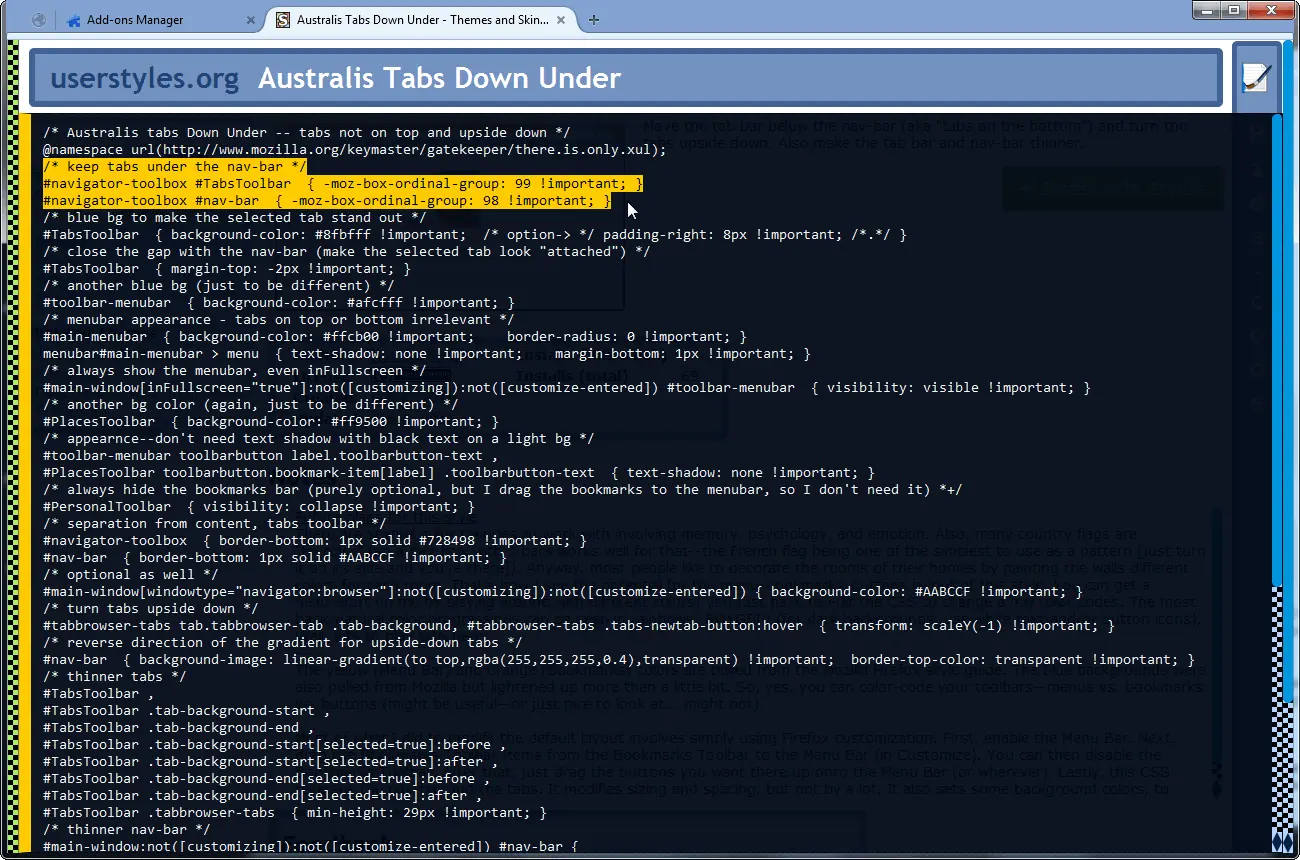 Add-ons Manager
Australis Tabs Down Under - Themes and Skin...
userstyles.org Australis Tabs Down Under
/* Australis tabs Down Under -- tabs not on top and upside down */
@namespace url(http://www.mozilla.org/keymaster/gatekeeper/there.is.only.xul);
/* keep tabs under the nav-bar */
#navigator-toolbox #TabsToolbar  { -moz-box-ordinal-group: 99 !important; }
#navigator-toolbox #nav-bar  { -moz-box-ordinal-group: 98 !important; }
/* blue bg to make the selected tab stand out */
#TabsToolbar  { background-color: #8fbfff !important;  /* option-> */ padding-right: 8px !important; /*.*/ }
/* close the gap with the nav-bar (make the selected tab look "attached") */
#TabsToolbar  { margin-top: -2px !important; }
/* another blue bg (just to be different) */
#toolbar-menubar  { background-color: #afcfff !important; }
/* menubar appearance - tabs on top or bottom irrelevant */
#main-menubar  { background-color: #ffcb00 !important;    border-radius: 0 !important; }
menubar#main-menubar > menu  { text-shadow: none !important;    margin-bottom: 1px !important; }
/* always show the menubar, even inFullscreen */
#main-window[inFullscreen="true"]:not([customizing]):not([customize-entered]) #toolbar-menubar  { visibility: visible !important; }
/* another bg color (again, just to be different) */
#PlacesToolbar  { background-color: #ff9500 !important; }
/* appearnce--don't need text shadow with black text on a light bg */
#toolbar-menubar toolbarbutton label.toolbarbutton-text ,
#PlacesToolbar toolbarbutton.bookmark-item[label] .toolbarbutton-text  { text-shadow: none !important; }
/* always hide the bookmarks bar (purely optional, but I drag the bookmarks to the menubar, so I don't need it) *+/
#PersonalToolbar  { visibility: collapse !important; }
/* separation from content, tabs toolbar */
#navigator-toolbox  { border-bottom: 1px solid #728498 !important; }
#nav-bar  { border-bottom: 1px solid #AABCCF !important; }
/* optional as well */
#main-window[windowtype="navigator:browser"]:not([customizing]):not([customize-entered]) { background-color: #AABCCF !important; }
/* turn tabs upside down */
#tabbrowser-tabs tab.tabbrowser-tab .tab-background, #tabbrowser-tabs .tabs-newtab-button:hover  { transform: scaleY(-1) !important; }
/* reverse direction of the gradient for upside-down tabs */
#nav-bar  { background-image: linear-gradient(to top,rgba(255,255,255,0.4),transparent) !important;  border-top-color: transparent !important; }
/* thinner tabs */
#TabsToolbar ,
#TabsToolbar .tab-background-start ,
#TabsToolbar .tab-background-end ,
#TabsToolbar .tab-background-start[selected=true]:before ,
#TabsToolbar .tab-background-start[selected=true]:after ,
#TabsToolbar .tab-background-end[selected=true]:before ,
#TabsToolbar .tab-background-end[selected=true]:after ,
#TabsToolbar .tabbrowser-tabs  { min-height: 29px !important; }
/* thinner nav-bar */
#main-window:not([customizing]):not([customize-entered]) #nav-bar {